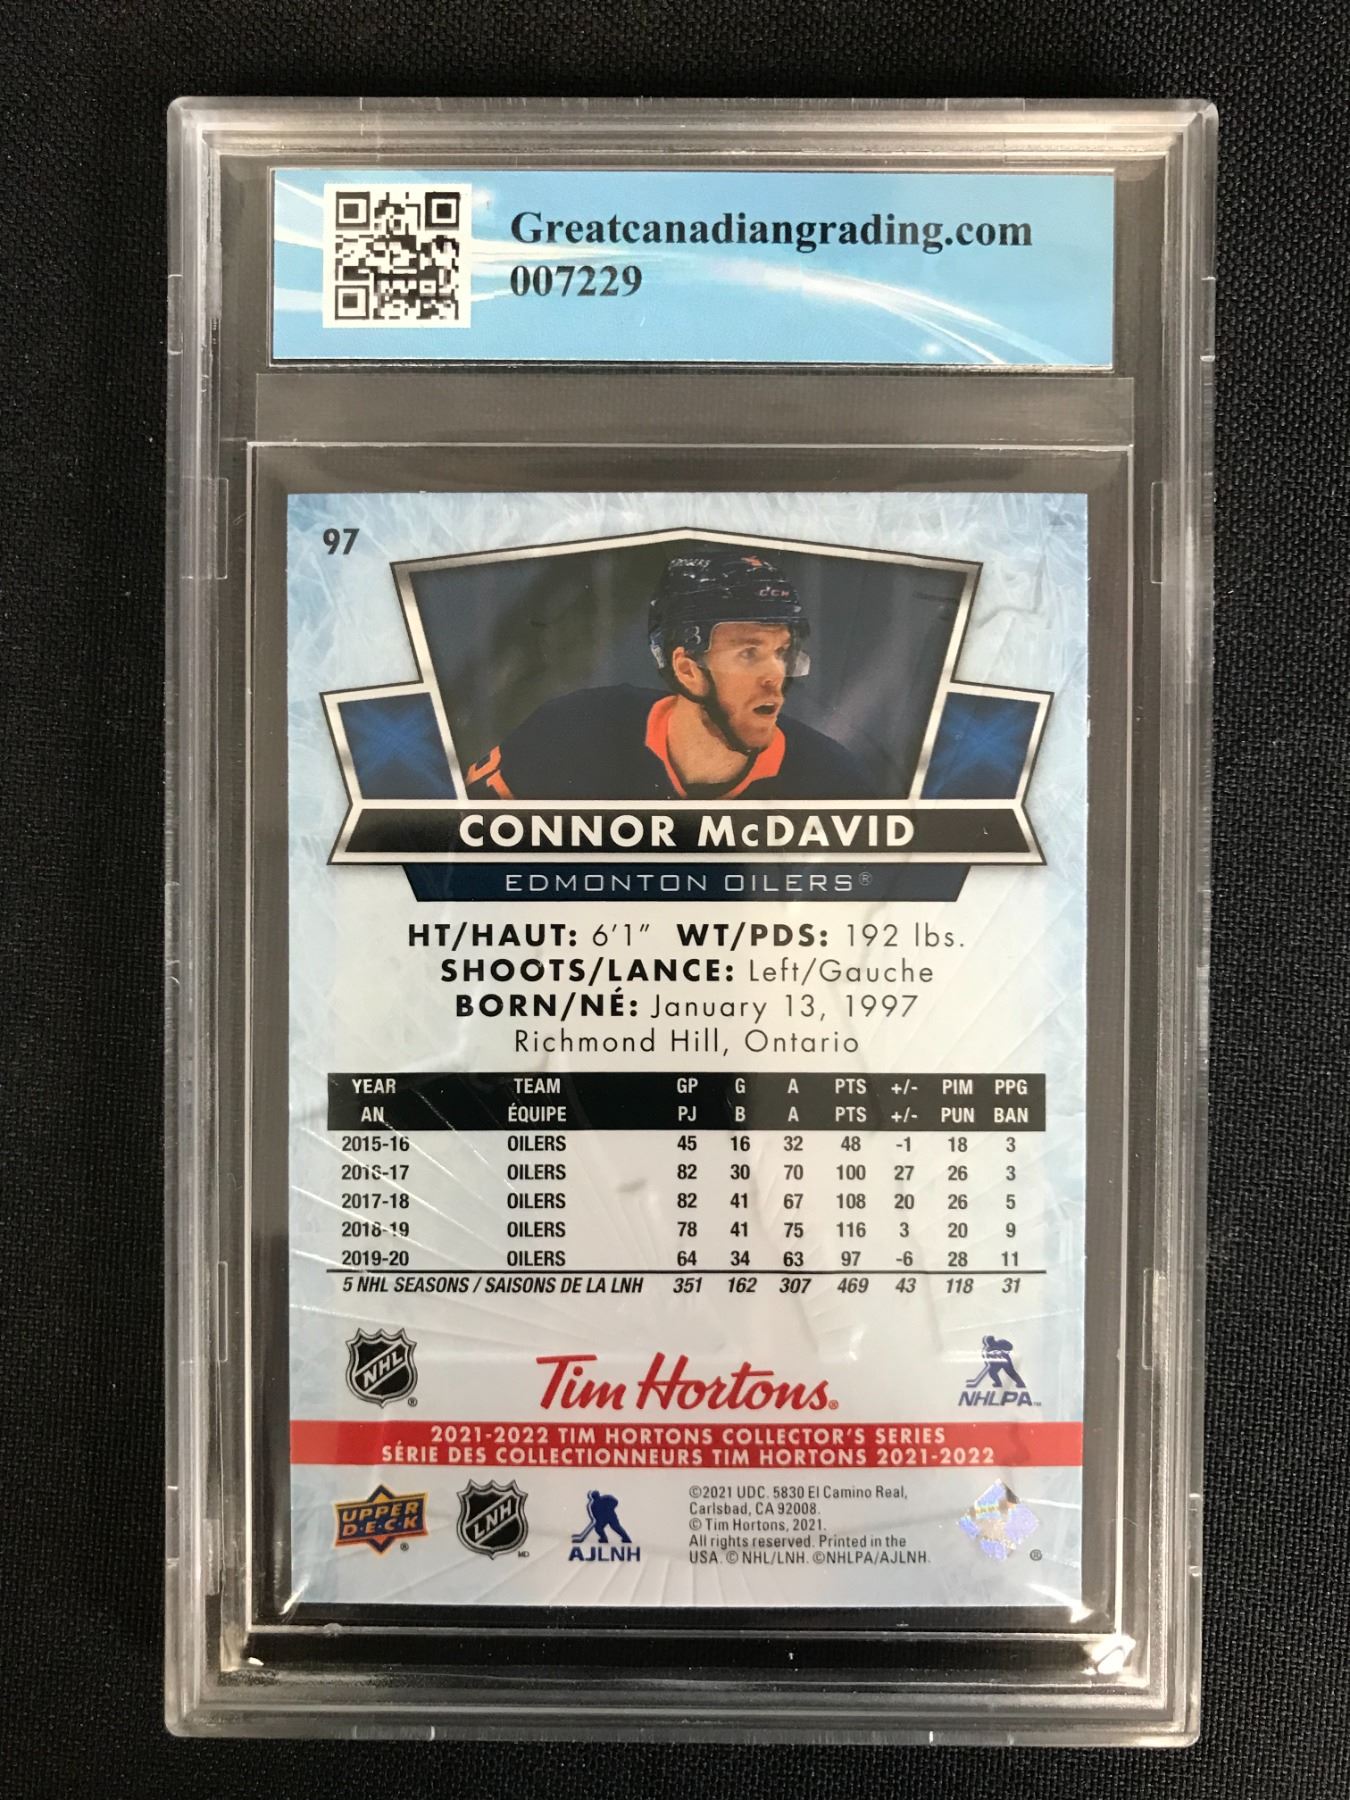 Greatcanadiangrading.com
007229
97
CCM
CONNOR McDAVID
EDMONTON OILERS®
HT/HAUT: 6'1" WT/PDS: 192 lbs.
SHOOTS/LANCE: Left/Gauche
BORN/NÉ: January 13, 1997
Richmond Hill, Ontario
YEAR TEAM GP G A PTS +/- PIM PPG
AN ÉQUIPE PJ B A PTS +/- PUN BAN
2015-16 OILERS 45 16 32 48 -1 18 3
2016-17 OILERS 82 30 70 100 27 26 3
2017-18 OILERS 82 41 67 108 20 26 5
2018-19 OILERS 78 41 75 116 3 20 9
2019-20 OILERS 64 34 63 97 -6 28 11
5 NHL SEASONS / SAISONS DE LA LNH 351 162 307 469 43 118 31
NHL ® Tim Hortons® NHLPA™
2021-2022 TIM HORTONS COLLECTOR'S SERIES
SÉRIE DES COLLECTIONNEURS TIM HORTONS 2021-2022
UPPER DECK ® LNH MD AJLNH
©2021 UDC. 5830 El Camino Real,
Carlsbad, CA 92008.
© Tim Hortons, 2021.
All rights reserved. Printed in the
USA. © NHL/LNH. ©NHLPA/AJLNH.
®